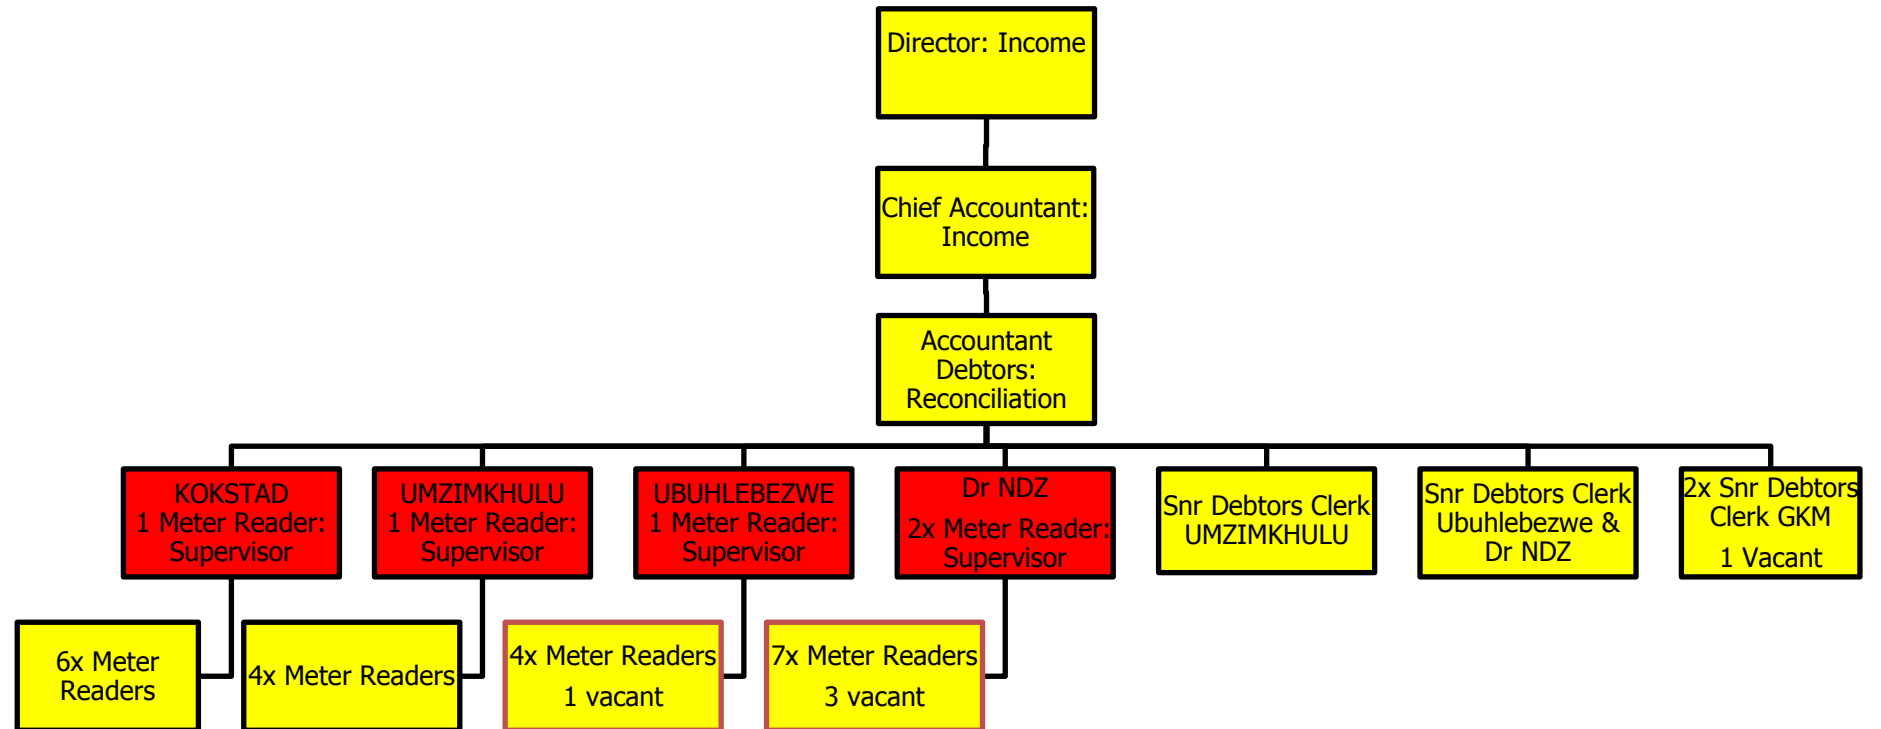 Director: Income
Chief Accountant:
Income
Accountant
Debtors:
Reconciliation
KOKSTAD
1 Meter Reader:
Supervisor
UMZIMKHULU
1 Meter Reader:
Supervisor
UBUHLEBEZWE
1 Meter Reader:
Supervisor
Dr NDZ
2x Meter Reader:
Supervisor
Snr Debtors Clerk
UMZIMKHULU
Snr Debtors Clerk
Ubuhlebezwe &
Dr NDZ
2x Snr Debtors
Clerk GKM
1 Vacant
6x Meter
Readers
4x Meter Readers
4x Meter Readers
1 vacant
7x Meter Readers
3 vacant